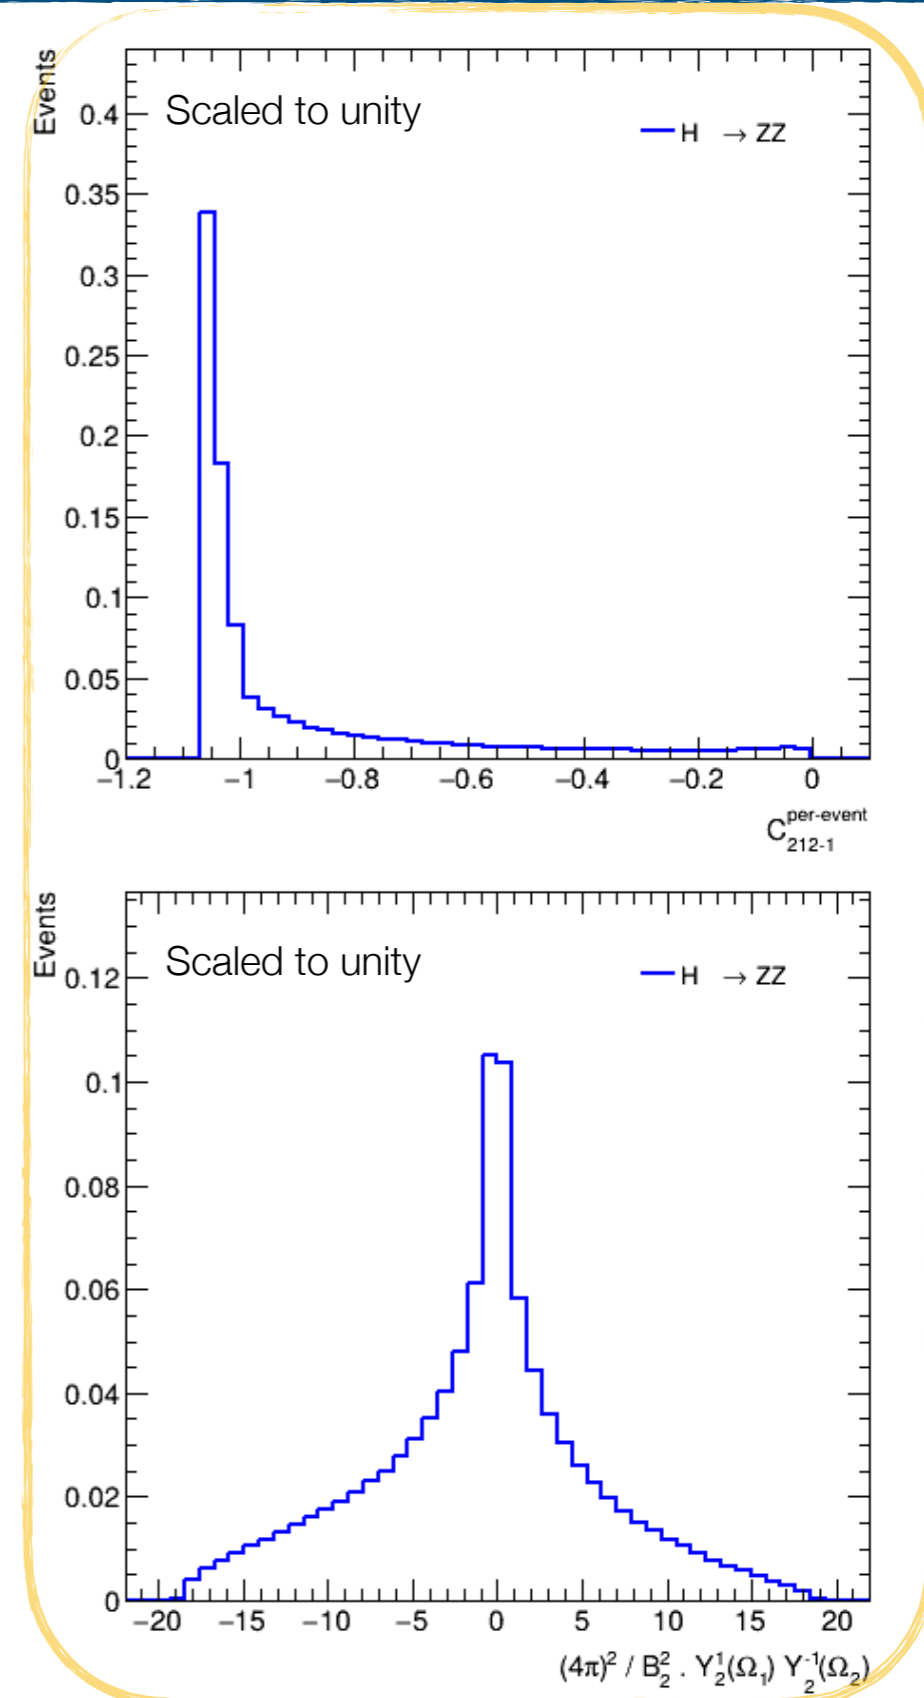 Events
Scaled to unity
H → ZZ
0.4
0.35
0.3
0.25
0.2
0.15
0.1
0.05
0
−1.2 −1 −0.8 −0.6 −0.4 −0.2 0
C^{per-event}_{212-1}
Events
Scaled to unity
H → ZZ
0.12
0.1
0.08
0.06
0.04
0.02
0
−20 −15 −10 −5 0 5 10 15 20
(4π)² / B²₂ . Y¹₂(Ω₁) Y⁻¹₂(Ω₂)